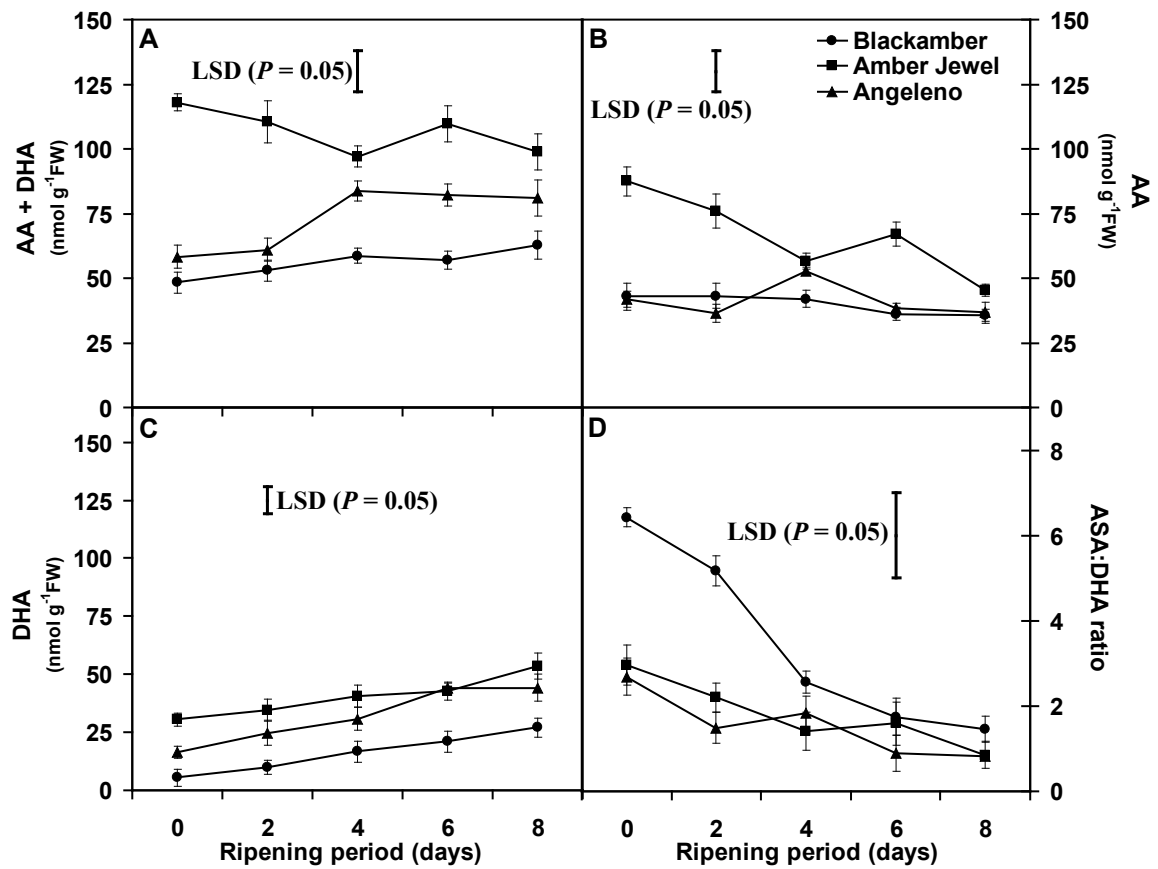 A
LSD (P = 0.05)
AA + DHA
(nmol g⁻¹FW)
150
125
100
75
50
25
0
B
LSD (P = 0.05)
Blackamber
Amber Jewel
Angeleno
150
125
100
75
50
25
0
AA
(nmol g⁻¹FW)
C
LSD (P = 0.05)
DHA
(nmol g⁻¹FW)
150
125
100
75
50
25
0
0 2 4 6 8
Ripening period (days)
D
LSD (P = 0.05)
8
6
4
2
0
ASA:DHA ratio
0 2 4 6 8
Ripening period (days)